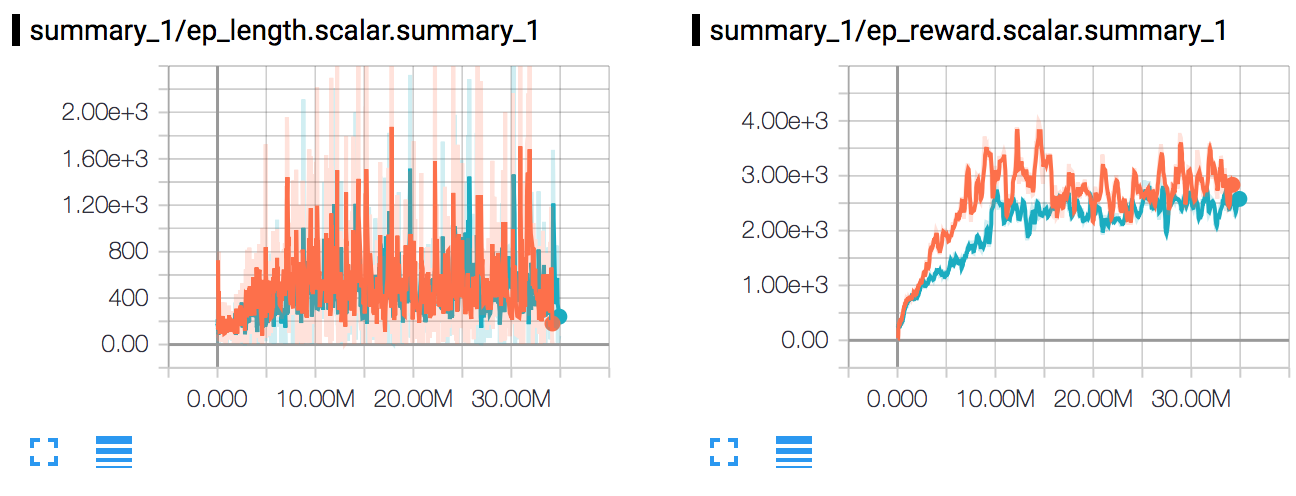 summary_1/ep_length.scalar.summary_1
2.00e+3
1.60e+3
1.20e+3
800
400
0.00
0.000 10.00M 20.00M 30.00M
summary_1/ep_reward.scalar.summary_1
4.00e+3
3.00e+3
2.00e+3
1.00e+3
0.00
0.000 10.00M 20.00M 30.00M